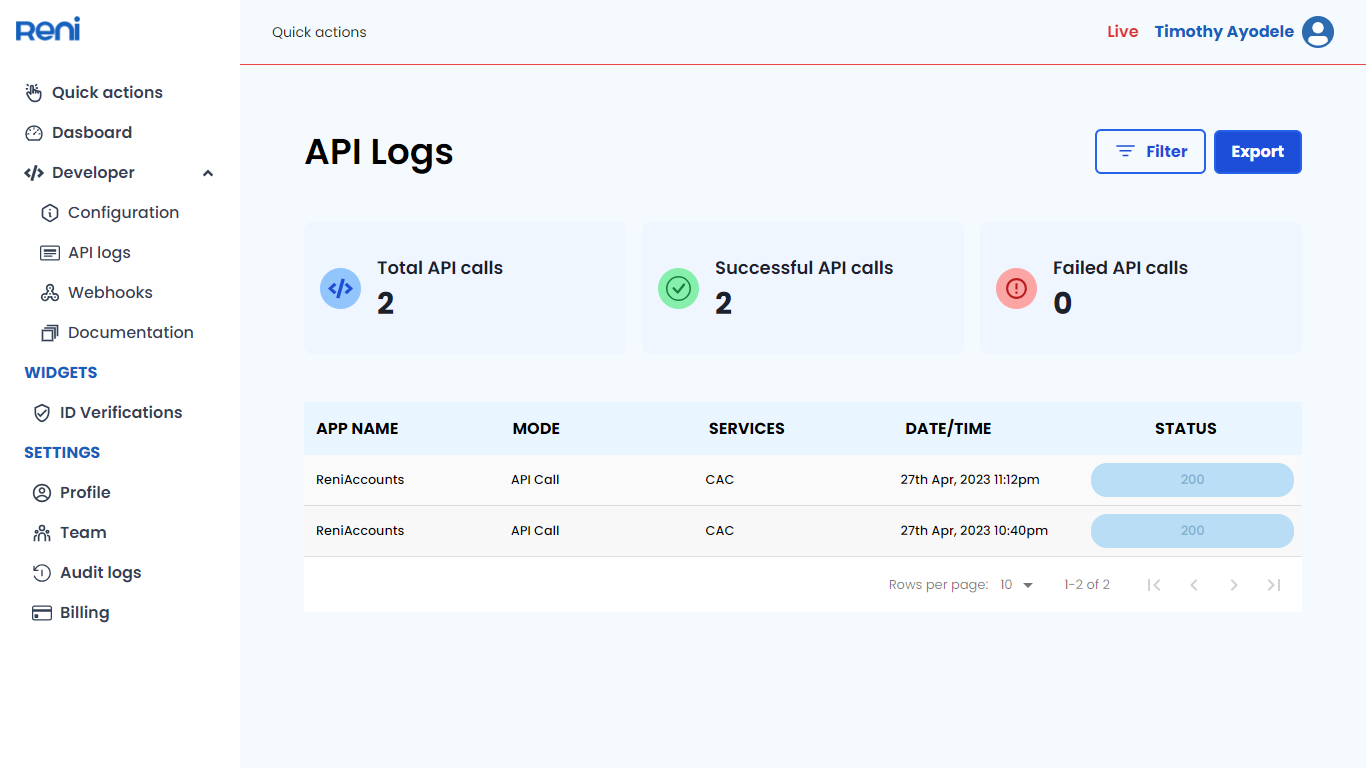 Reni
Quick actions
Live
Timothy Ayodele
Quick actions
Dasboard
Developer
Configuration
API logs
Webhooks
Documentation
WIDGETS
ID Verifications
SETTINGS
Profile
Team
Audit logs
Billing
API Logs
Filter
Export
Total API calls
2
Successful API calls
2
Failed API calls
0
APP NAME MODE SERVICES DATE/TIME STATUS
ReniAccounts API Call CAC 27th Apr, 2023 11:12pm 200
ReniAccounts API Call CAC 27th Apr, 2023 10:40pm 200
Rows per page: 10 1-2 of 2